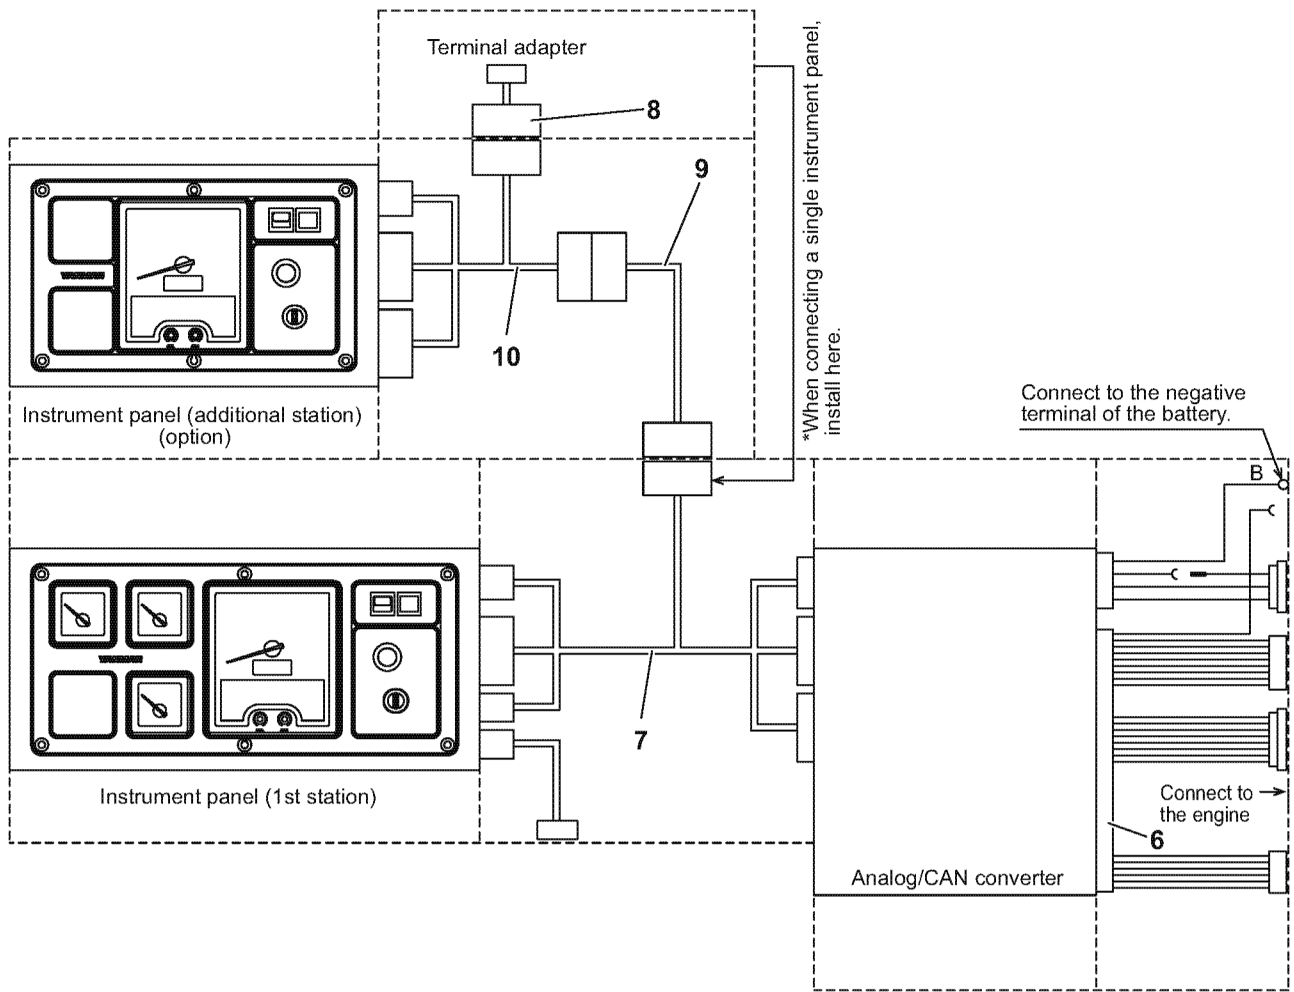 Terminal adapter
8
9
*When connecting a single instrument panel,
install here.
10
Instrument panel (additional station)
(option)
Connect to the negative
terminal of the battery.
B
7
Instrument panel (1st station)
Connect to
the engine
6
Analog/CAN converter